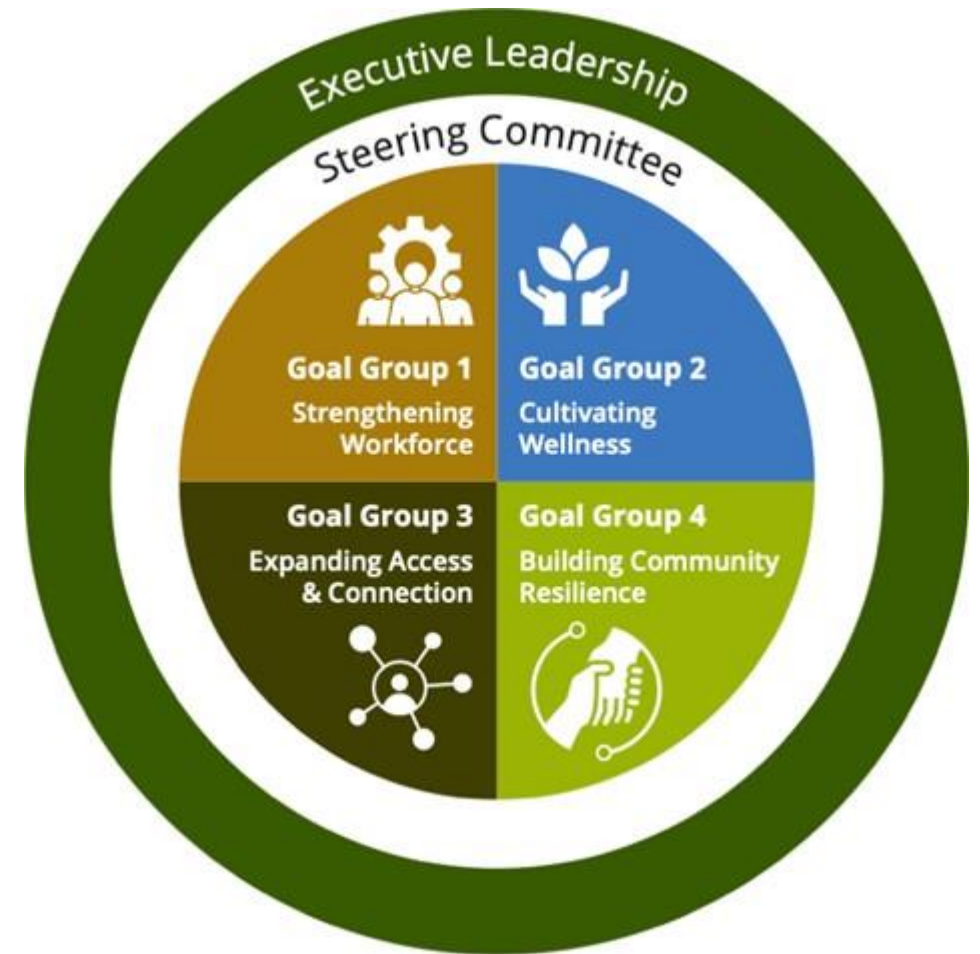 Executive Leadership
Steering Committee
Goal Group 1
Strengthening
Workforce
Goal Group 2
Cultivating
Wellness
Goal Group 3
Expanding Access
& Connection
Goal Group 4
Building Community
Resilience